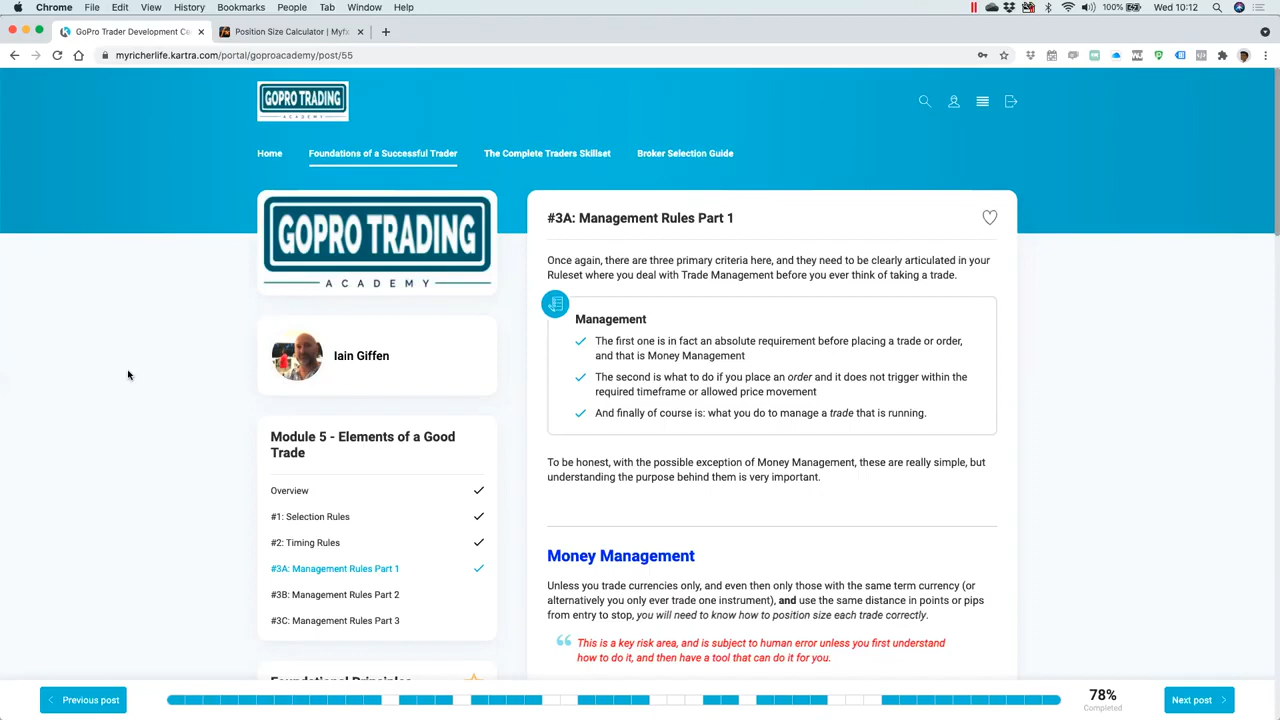 Chrome File Edit View History Bookmarks People Tab Window Help 100% Wed 10:12
GoPro Trader Development Ce Position Size Calculator | Myfx
myricherlife.kartra.com/portal/goproacademy/post/55
GOPRO TRADING
ACADEMY
Home Foundations of a Successful Trader The Complete Traders Skillset Broker Selection Guide
GOPRO TRADING
ACADEMY
Iain Giffen
Module 5 - Elements of a Good
Trade
Overview
#1: Selection Rules
#2: Timing Rules
#3A: Management Rules Part 1
#3B: Management Rules Part 2
#3C: Management Rules Part 3
#3A: Management Rules Part 1
Once again, there are three primary criteria here, and they need to be clearly articulated in your
Ruleset where you deal with Trade Management before you ever think of taking a trade.
Management
The first one is in fact an absolute requirement before placing a trade or order,
and that is Money Management
The second is what to do if you place an order and it does not trigger within the
required timeframe or allowed price movement
And finally of course is: what you do to manage a trade that is running.
To be honest, with the possible exception of Money Management, these are really simple, but
understanding the purpose behind them is very important.
Money Management
Unless you trade currencies only, and even then only those with the same term currency (or
alternatively you only ever trade one instrument), and use the same distance in points or pips
from entry to stop, you will need to know how to position size each trade correctly.
This is a key risk area, and is subject to human error unless you first understand
how to do it, and then have a tool that can do it for you.
Previous post 78% Next post
Completed